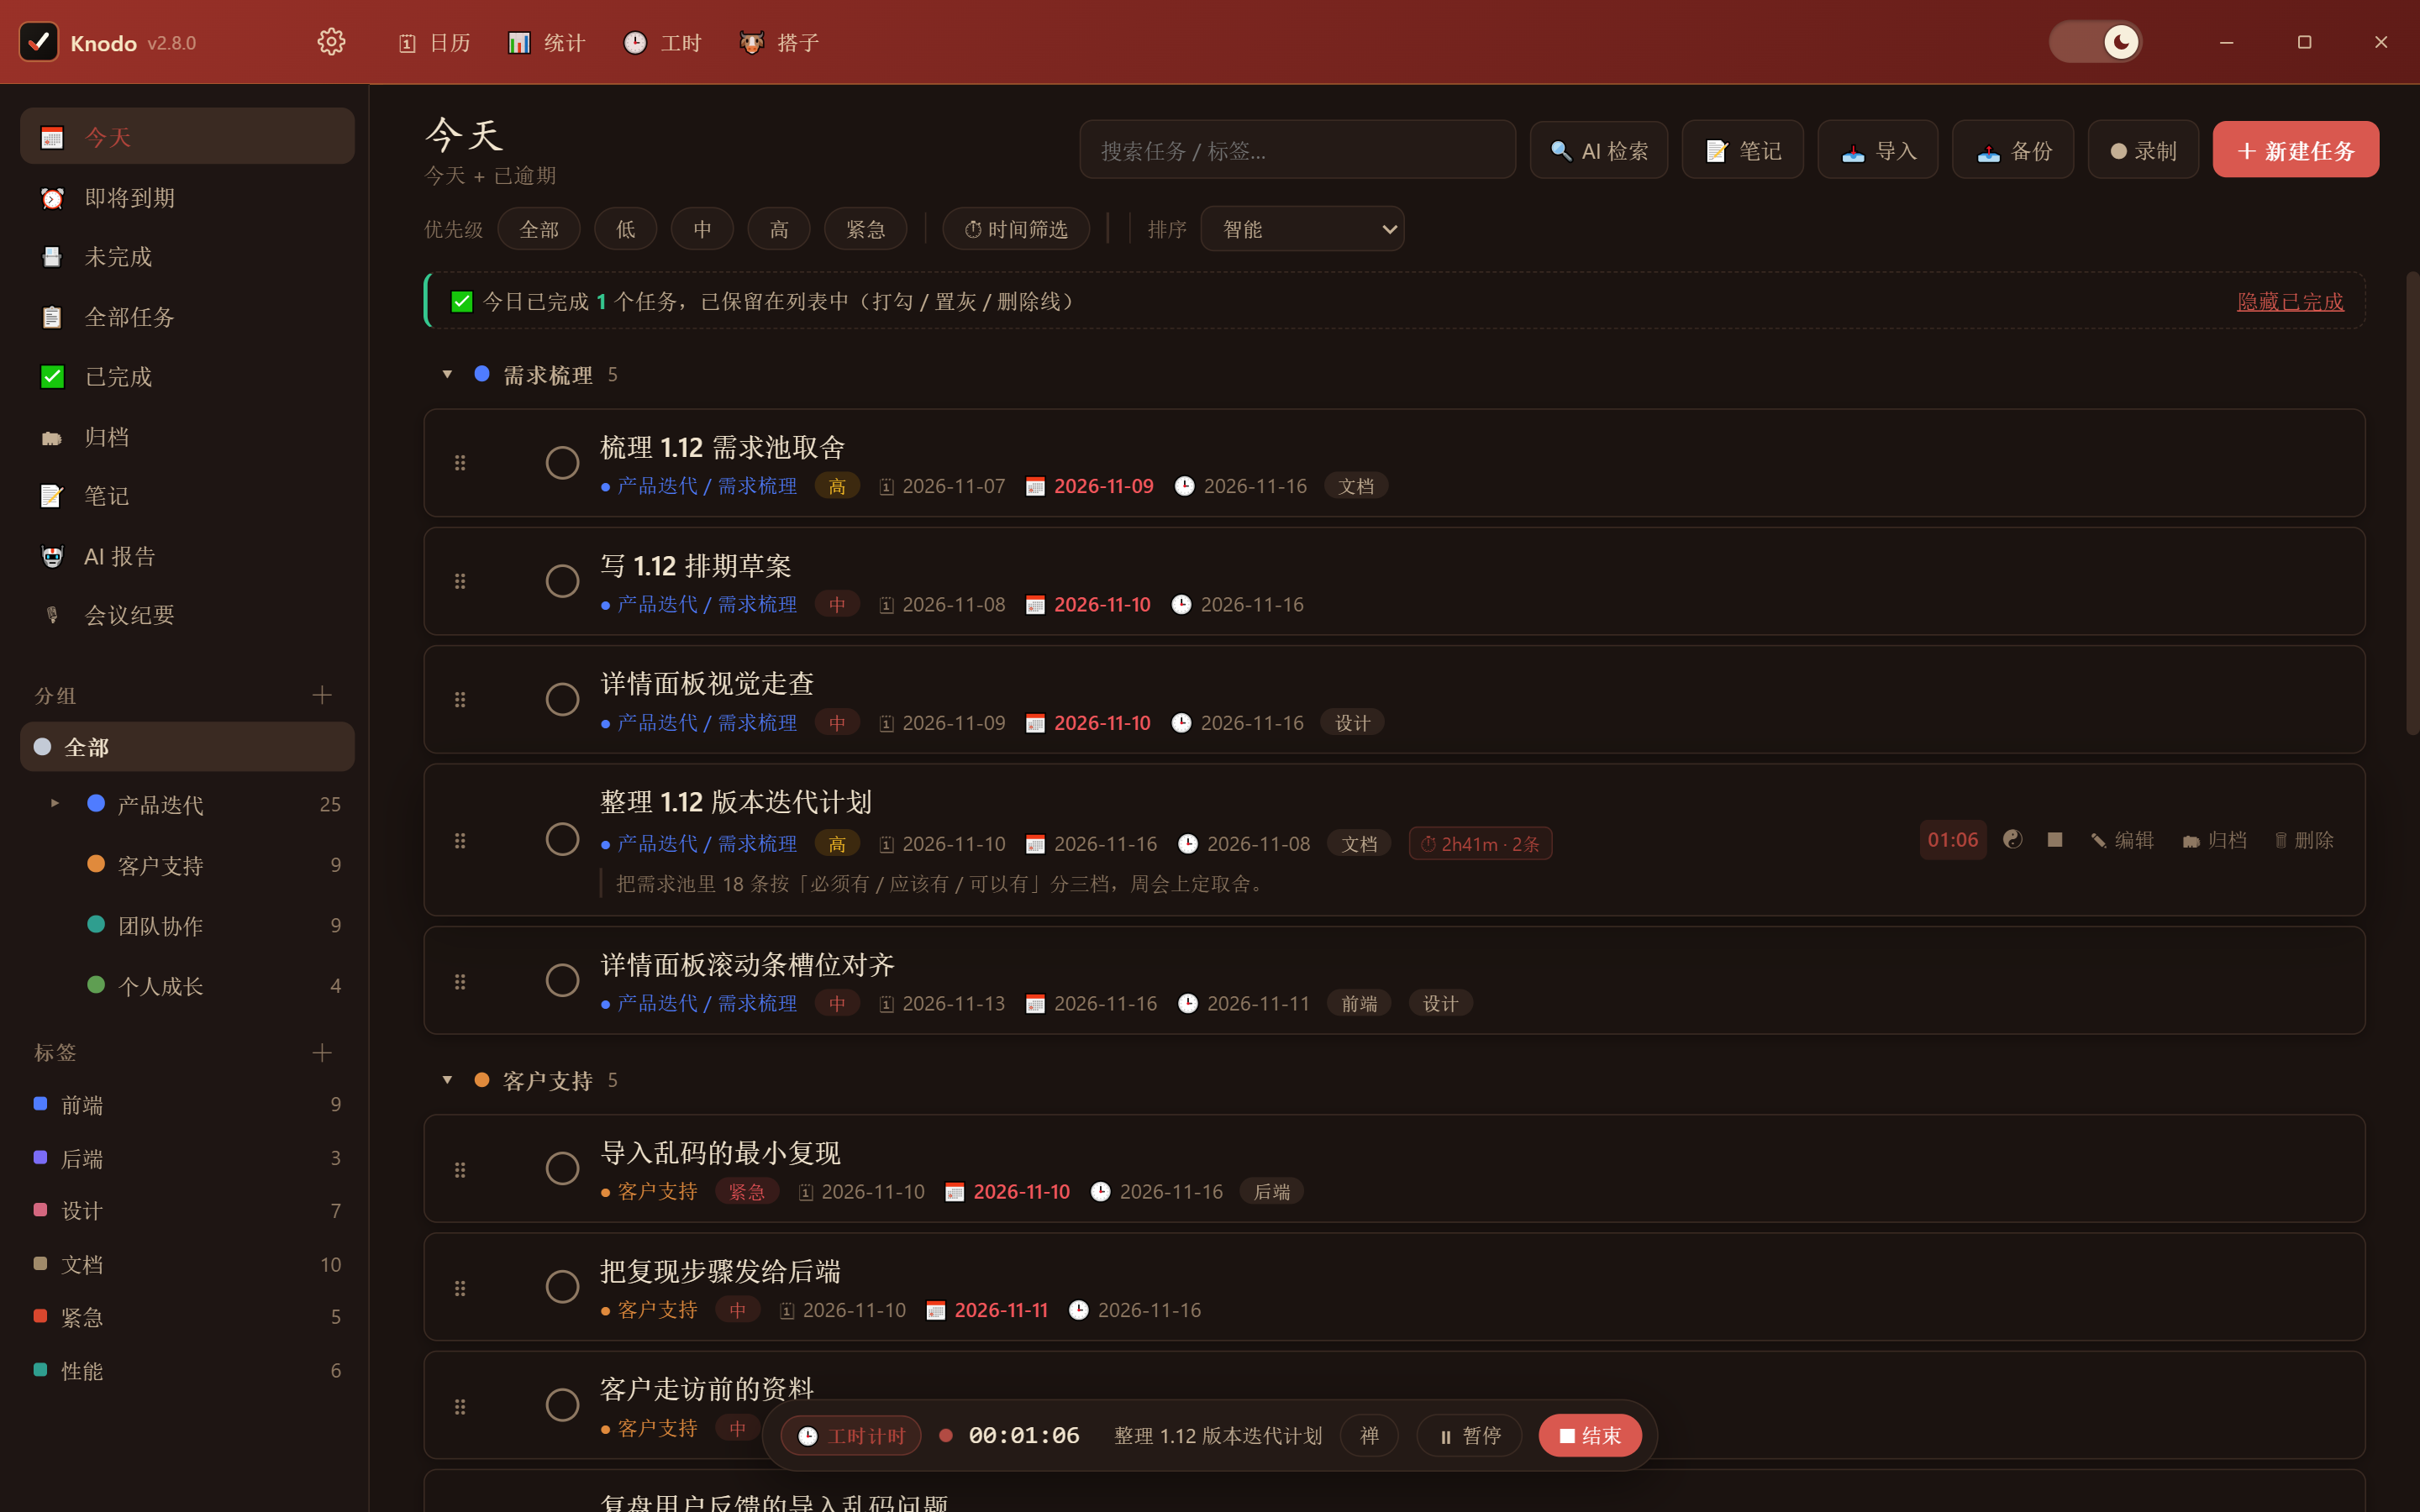 Knodo v2.8.0
日历 统计 工时 搭子
今天
即将到期
未完成
全部任务
已完成
归档
笔记
AI 报告
会议纪要
分组
全部
产品迭代 25
客户支持 9
团队协作 9
个人成长 4
标签
前端 9
后端 3
设计 7
文档 10
紧急 5
性能 6
今天
今天 + 已逾期
搜索任务 / 标签...
AI 检索 笔记 导入 备份 录制 + 新建任务
优先级 全部 低 中 高 紧急 时间筛选 排序 智能
今日已完成 1 个任务，已保留在列表中（打勾 / 置灰 / 删除线） 隐藏已完成
需求梳理 5
梳理 1.12 需求池取舍
产品迭代 / 需求梳理 高 2026-11-07 2026-11-09 2026-11-16 文档
写 1.12 排期草案
产品迭代 / 需求梳理 中 2026-11-08 2026-11-10 2026-11-16
详情面板视觉走查
产品迭代 / 需求梳理 中 2026-11-09 2026-11-10 2026-11-16 设计
整理 1.12 版本迭代计划
产品迭代 / 需求梳理 高 2026-11-10 2026-11-16 2026-11-08 文档 2h41m · 2条
01:06 编辑 归档 删除
把需求池里 18 条按「必须有 / 应该有 / 可以有」分三档，周会上定取舍。
详情面板滚动条槽位对齐
产品迭代 / 需求梳理 中 2026-11-13 2026-11-16 2026-11-11 前端 设计
客户支持 5
导入乱码的最小复现
客户支持 紧急 2026-11-10 2026-11-10 2026-11-16 后端
把复现步骤发给后端
客户支持 中 2026-11-10 2026-11-11 2026-11-16
客户走访前的资料
客户支持 中
工时计时 00:01:06 整理 1.12 版本迭代计划 禅 暂停 结束
复盘用户反馈的导入乱码问题